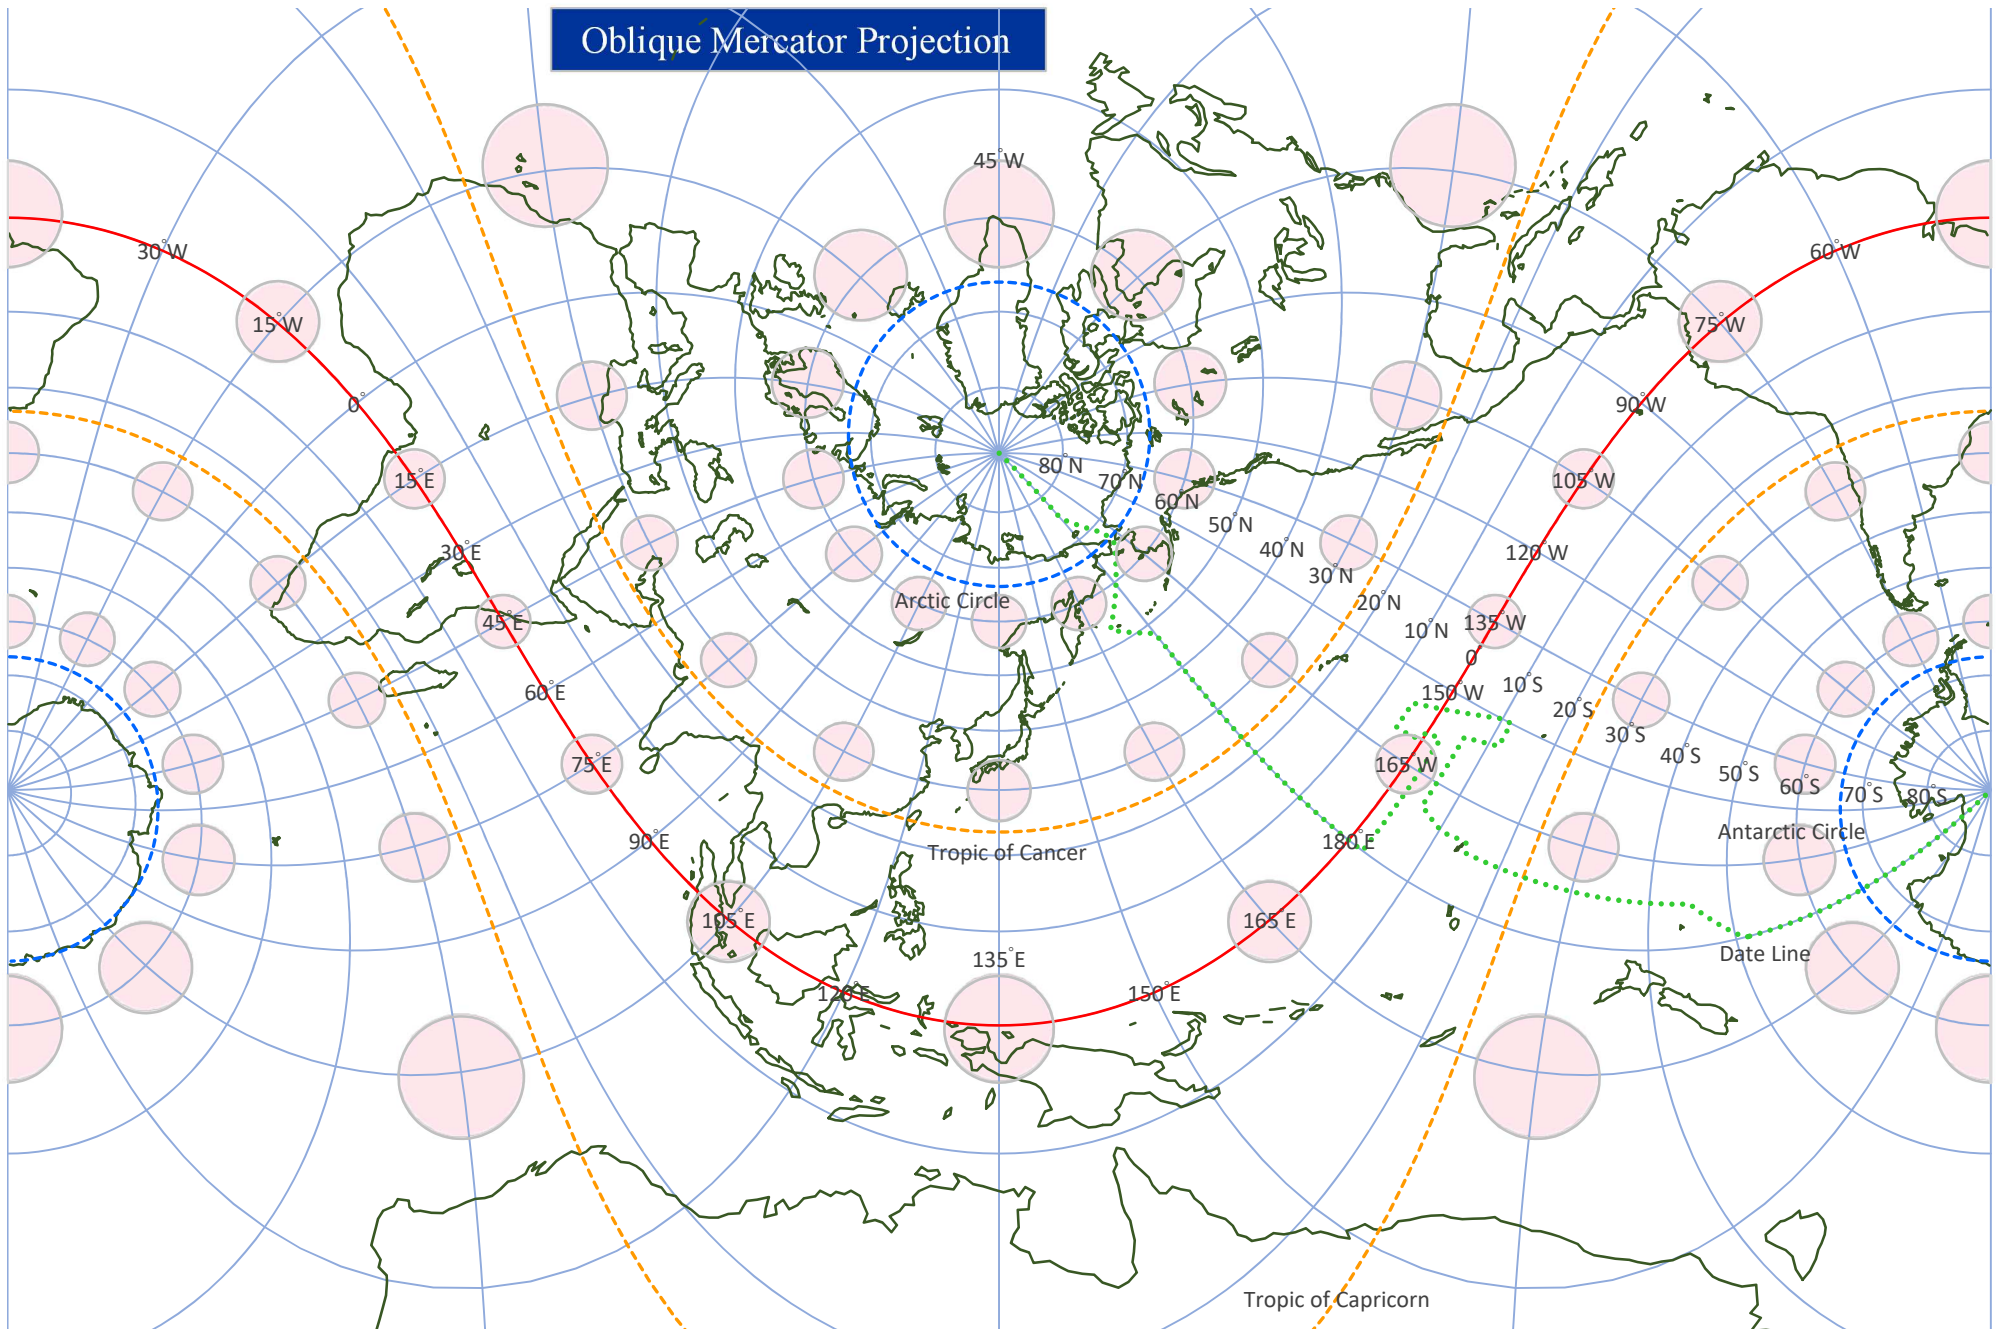 Oblique Mercator Projection
45°W
30°W
60°W
15°W
75°W
0°
90°W
80°N
15°E
70°N
105°W
60°N
50°N
30°E
40°N
120°W
30°N
Arctic Circle
20°N
45°E
10°N
135°W
0
60°E
150°W
10°S
20°S
30°S
40°S
75°E
165°W
50°S
60°S
70°S
80°S
Antarctic Circle
90°E
180°E
Tropic of Cancer
105°E
165°E
135°E
Date Line
120°E
150°E
Tropic of Capricorn